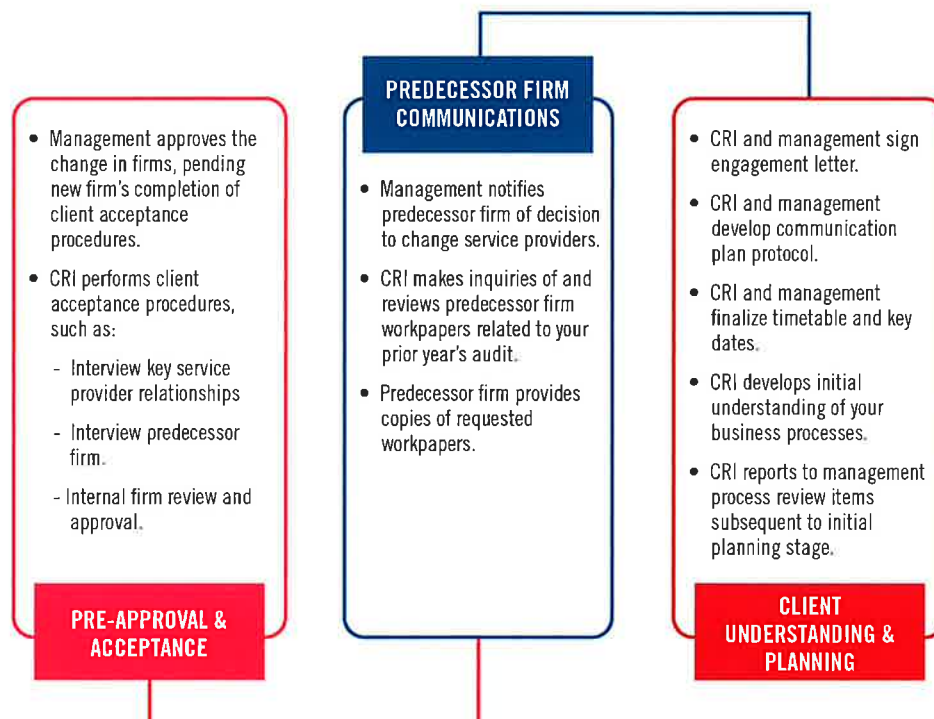 • Management approves the
change in firms, pending
new firm's completion of
client acceptance
procedures.
• CRI performs client
acceptance procedures,
such as:
- Interview key service
provider relationships
- Interview predecessor
firm.
- Internal firm review and
approval.
PRE-APPROVAL &
ACCEPTANCE
PREDECESSOR FIRM
COMMUNICATIONS
• Management notifies
predecessor firm of decision
to change service providers.
• CRI makes inquiries of and
reviews predecessor firm
workpapers related to your
prior year's audit.
• Predecessor firm provides
copies of requested
workpapers.
• CRI and management sign
engagement letter.
• CRI and management
develop communication
plan protocol.
• CRI and management
finalize timetable and key
dates.
• CRI develops initial
understanding of your
business processes.
• CRI reports to management
process review items
subsequent to initial
planning stage.
CLIENT
UNDERSTANDING &
PLANNING